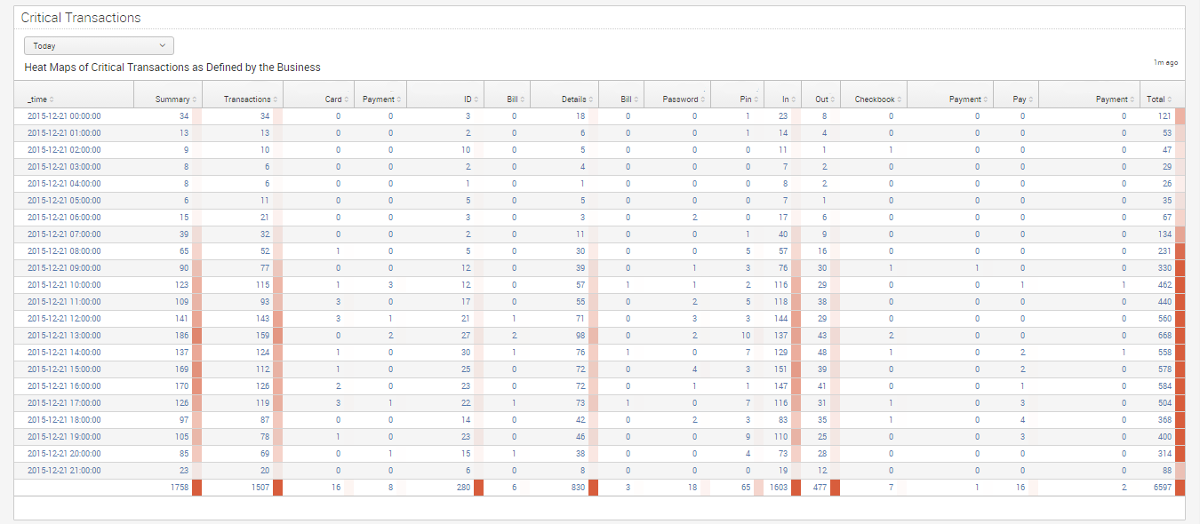 Critical Transactions
Today
Heat Maps of Critical Transactions as Defined by the Business
1m ago
_time Summary Transactions Card Payment ID Bill Details Bill Password Pin In Out Checkbook Payment Pay Payment Total
2015-12-21 00:00:00 34 34 0 0 3 0 18 0 0 1 23 8 0 0 0 0 121
2015-12-21 01:00:00 13 13 0 0 2 0 6 0 0 1 14 4 0 0 0 0 53
2015-12-21 02:00:00 9 10 0 0 10 0 5 0 0 0 11 1 1 0 0 0 47
2015-12-21 03:00:00 8 6 0 0 2 0 4 0 0 0 7 2 0 0 0 0 29
2015-12-21 04:00:00 8 6 0 0 1 0 1 0 0 0 8 2 0 0 0 0 26
2015-12-21 05:00:00 6 11 0 0 5 0 5 0 0 0 7 1 0 0 0 0 35
2015-12-21 06:00:00 15 21 0 0 3 0 3 0 2 0 17 6 0 0 0 0 67
2015-12-21 07:00:00 39 32 0 0 2 0 11 0 0 1 40 9 0 0 0 0 134
2015-12-21 08:00:00 65 52 1 0 5 0 30 0 0 5 57 16 0 0 0 0 231
2015-12-21 09:00:00 90 77 0 0 12 0 39 0 1 3 76 30 1 1 0 0 330
2015-12-21 10:00:00 123 115 1 3 12 0 57 1 1 2 116 29 0 0 1 1 462
2015-12-21 11:00:00 109 93 3 0 17 0 55 0 2 5 118 38 0 0 0 0 440
2015-12-21 12:00:00 141 143 3 1 21 1 71 0 3 3 144 29 0 0 0 0 560
2015-12-21 13:00:00 186 159 0 2 27 2 98 0 2 10 137 43 2 0 0 0 668
2015-12-21 14:00:00 137 124 1 0 30 1 76 1 0 7 129 48 1 0 2 1 558
2015-12-21 15:00:00 169 112 1 0 25 0 72 0 4 3 151 39 0 0 2 0 578
2015-12-21 16:00:00 170 126 2 0 23 0 72 0 1 1 147 41 0 0 1 0 584
2015-12-21 17:00:00 126 119 3 1 22 1 73 1 0 7 116 31 1 0 3 0 504
2015-12-21 18:00:00 97 87 0 0 14 0 42 0 2 3 83 35 1 0 4 0 368
2015-12-21 19:00:00 105 78 1 0 23 0 46 0 0 9 110 25 0 0 3 0 400
2015-12-21 20:00:00 85 69 0 1 15 1 38 0 0 4 73 28 0 0 0 0 314
2015-12-21 21:00:00 23 20 0 0 6 0 8 0 0 0 19 12 0 0 0 0 88
1758 1507 16 8 280 6 830 3 18 65 1603 477 7 1 16 2 6597